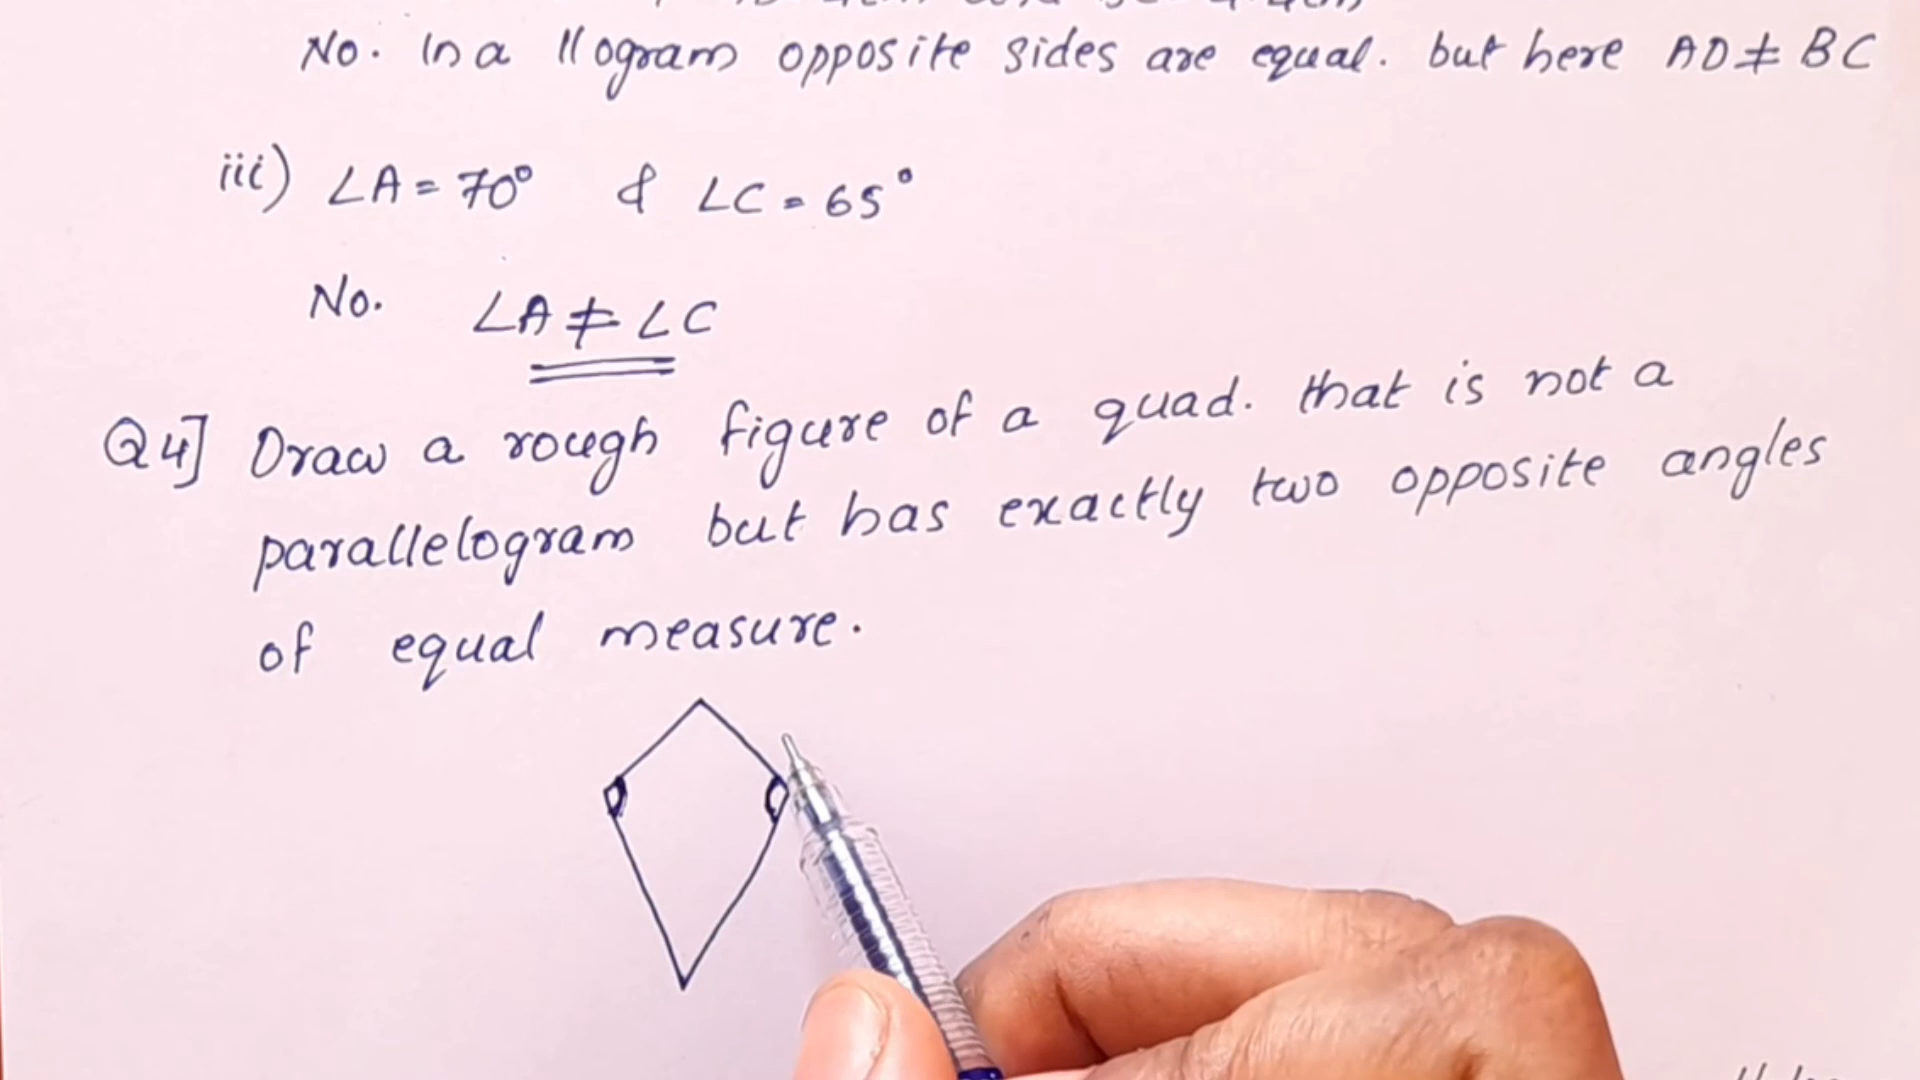 No. In a llogram opposite sides are equal. but here AD ≠ BC
iii) ∠A = 70° & ∠C = 65°
No. ∠A ≠ ∠C
Q4] Draw a rough figure of a quad. that is not a
parallelogram but has exactly two opposite angles
of equal measure.